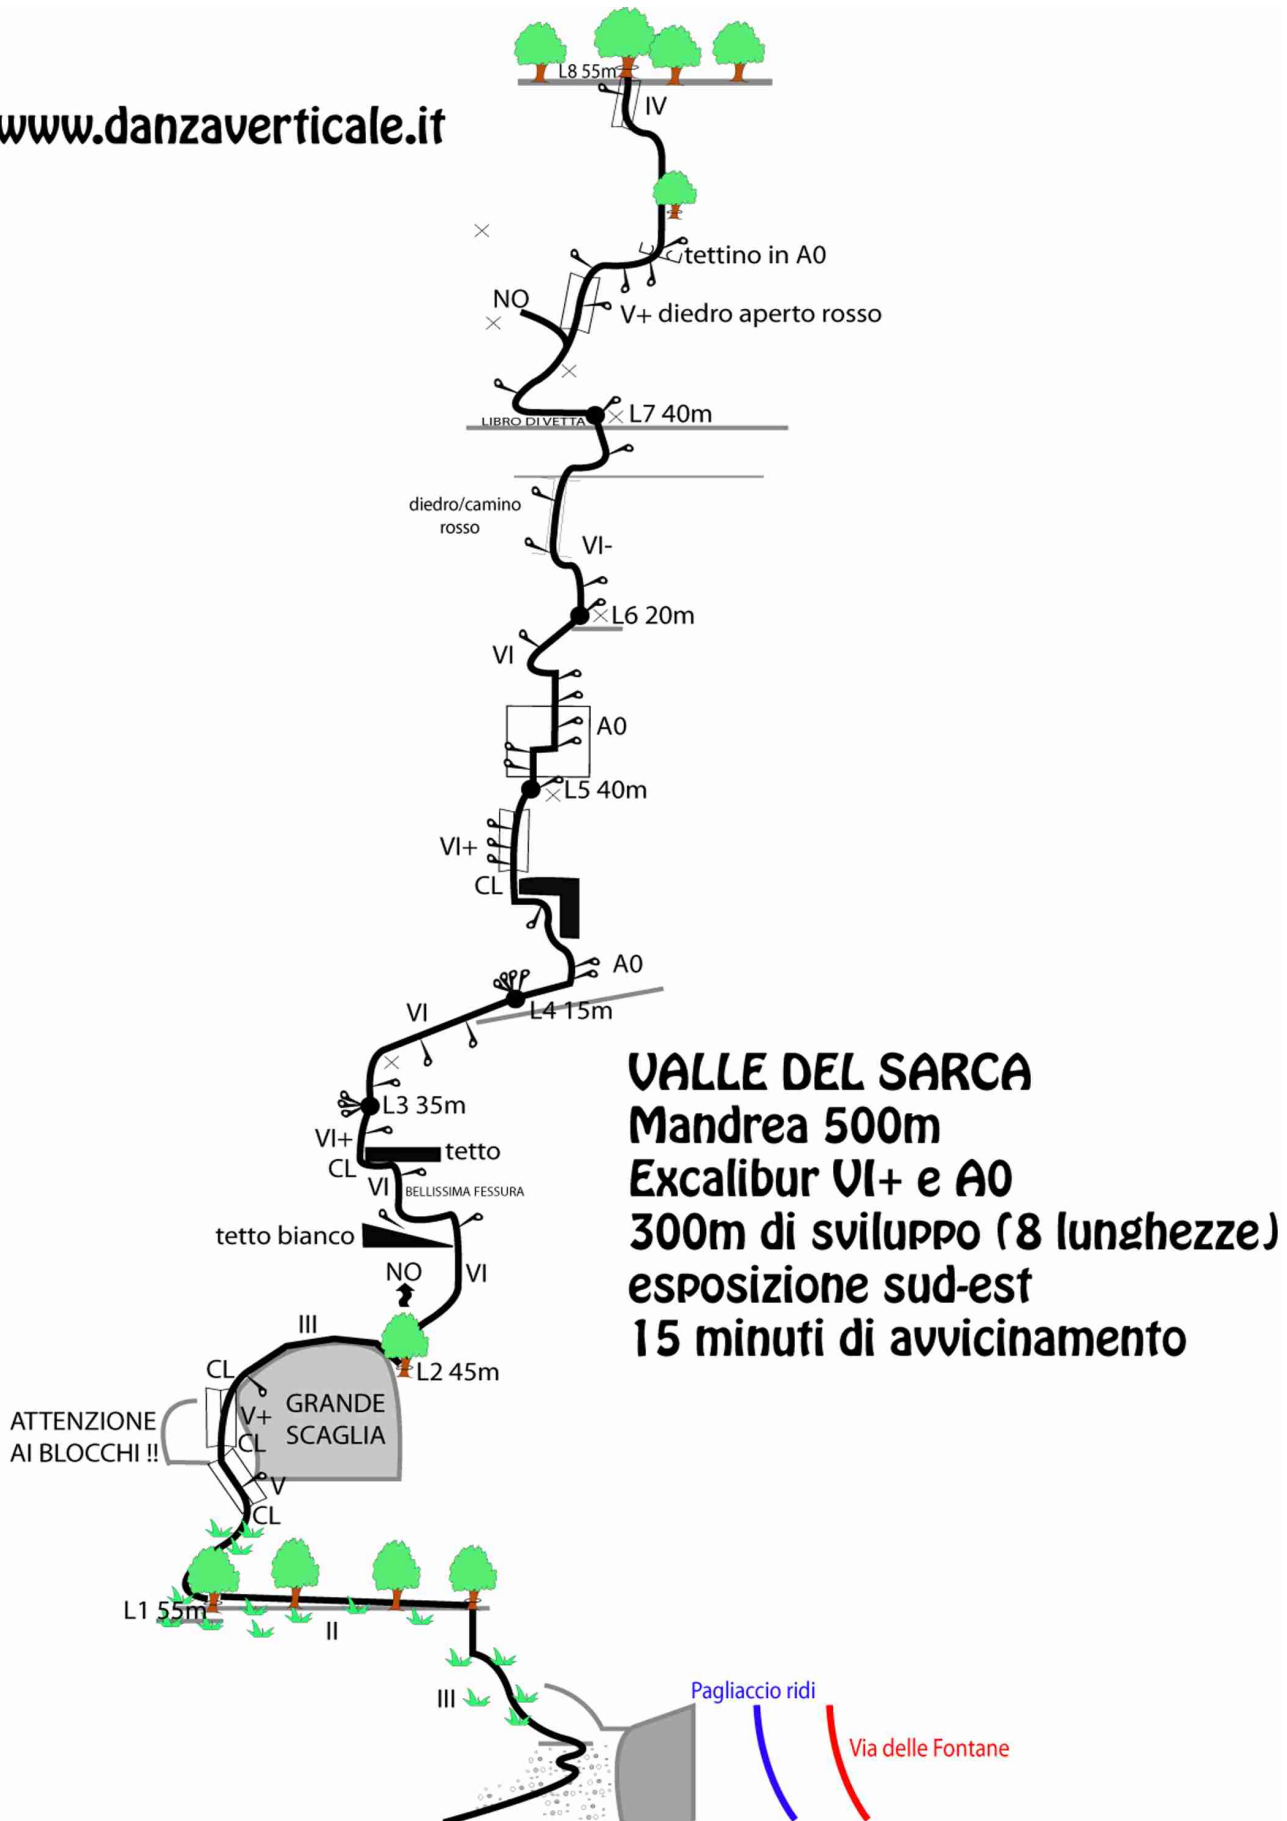 L8 55m
IV
www.danzaverticale.it
tettino in A0
NO
V+ diedro aperto rosso
L7 40m
LIBRO DI VETTA
diedro/camino
rosso
VI-
L6 20m
VI
A0
L5 40m
VI+
CL
A0
VI
L4 15m
L3 35m
VI+
tetto
CL
VI
BELLISSIMA FESSURA
tetto bianco
NO
VI
VALLE DEL SARCA
Mandrea 500m
Excalibur VI+ e A0
300m di sviluppo (8 lunghezze)
esposizione sud-est
15 minuti di avvicinamento
III
CL
L2 45m
GRANDE
SCAGLIA
V+
ATTENZIONE
AI BLOCCHI !!
CL
V
CL
L1 55m
II
III
Pagliaccio ridi
Via delle Fontane